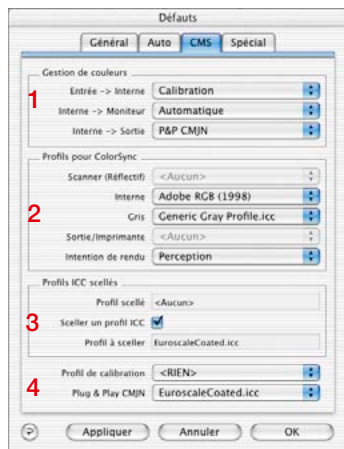 Défauts
Général Auto CMS Spécial
Gestion de couleurs
1
Entrée -> Interne Calibration
Interne -> Moniteur Automatique
Interne -> Sortie P&P CMJN
Profils pour ColorSync
Scanner (Réflectif) <Aucun>
2
Interne Adobe RGB (1998)
Gris Generic Gray Profile.icc
Sortie/Imprimante <Aucun>
Intention de rendu Perception
Profils ICC scellés
Profil scellé <Aucun>
3
Sceller un profil ICC
Profil à sceller EuroscaleCoated.icc
4
Profil de calibration <RIEN>
Plug & Play CMJN EuroscaleCoated.icc
Appliquer Annuler OK